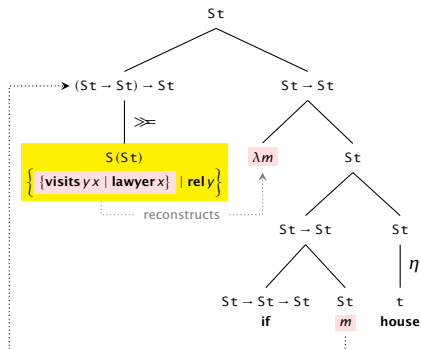 St
(St → St) → St St → St
≫=
S(St) λm St
{ {visits y x | lawyer x} | rel y }
reconstructs
St → St St
η
St → St → St St t
if m house